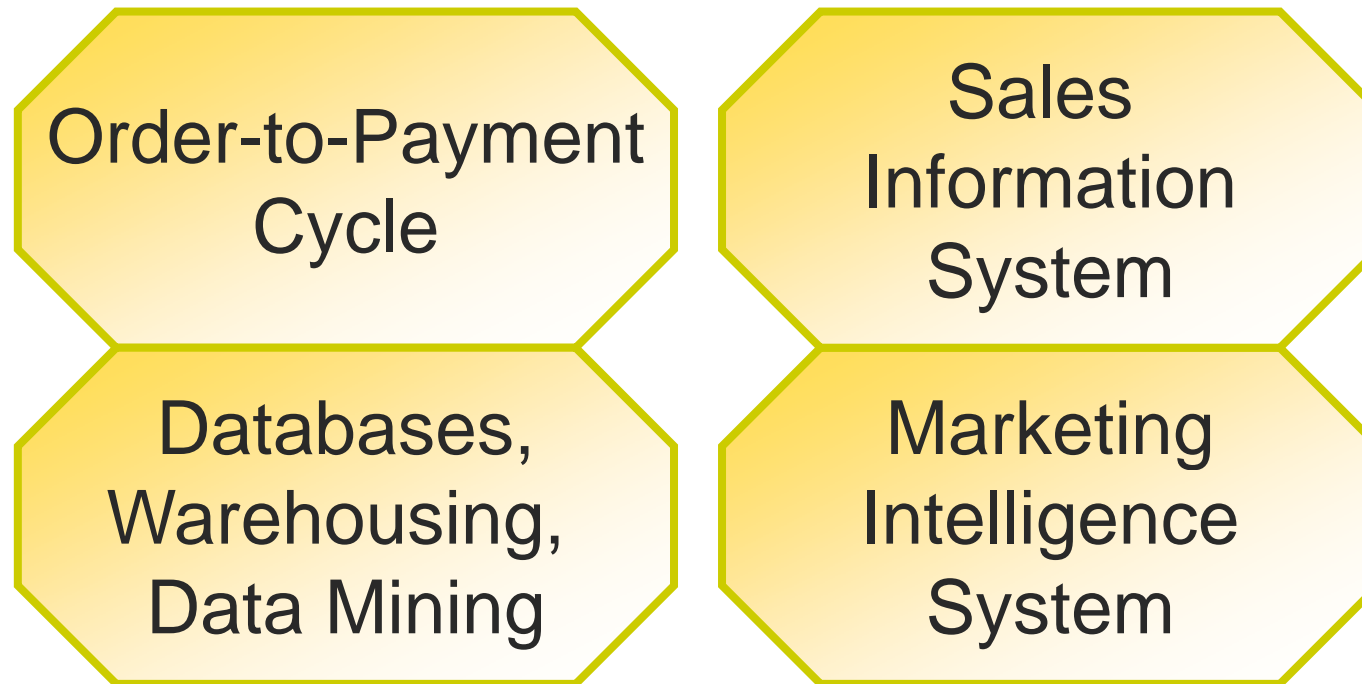 Order-to-Payment
Cycle
Sales
Information
System
Databases,
Warehousing,
Data Mining
Marketing
Intelligence
System